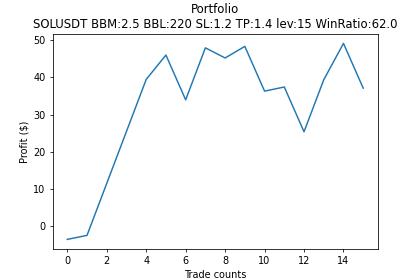 Portfolio
SOLUSDT BBM:2.5 BBL:220 SL:1.2 TP:1.4 lev:15 WinRatio:62.0
50
40
30
20
10
0
Profit ($)
0 2 4 6 8 10 12 14
Trade counts